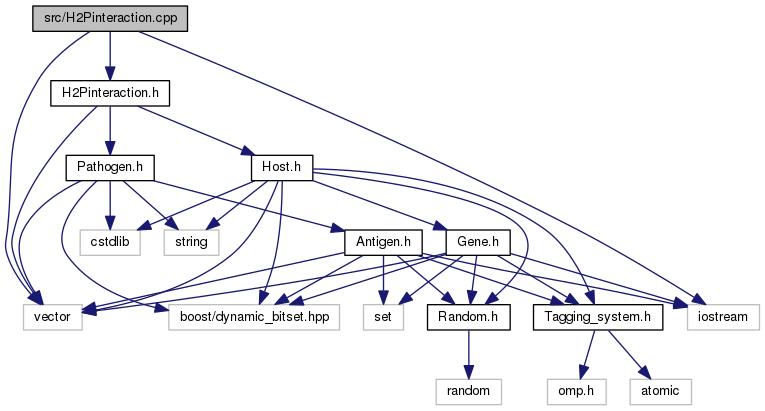 src/H2Pinteraction.cpp
H2Pinteraction.h
Pathogen.h
Host.h
cstdlib
string
Antigen.h
Gene.h
vector
boost/dynamic_bitset.hpp
set
Random.h
Tagging_system.h
iostream
random
omp.h
atomic